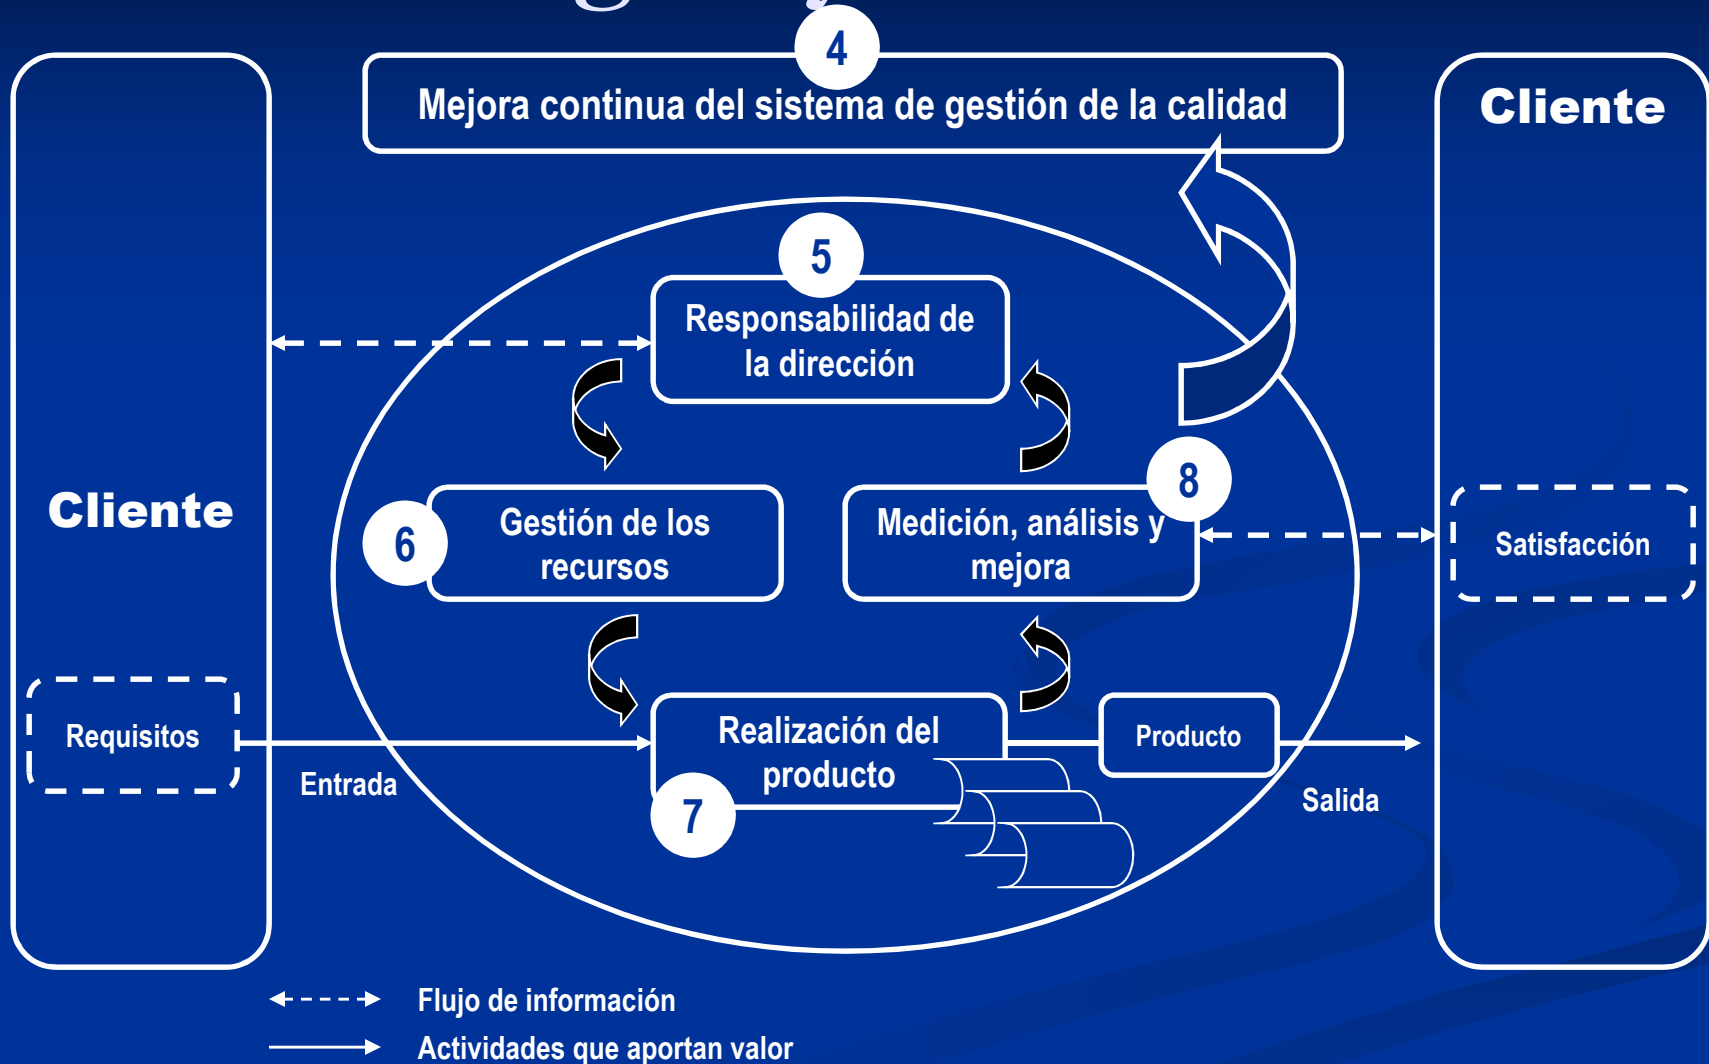 4
Mejora continua del sistema de gestión de la calidad
Cliente
5
Responsabilidad de
la dirección
8
Cliente
6
Gestión de los
recursos
Medición, análisis y
mejora
Satisfacción
Requisitos
Realización del
producto
Producto
Entrada
7
Salida
Flujo de información
Actividades que aportan valor